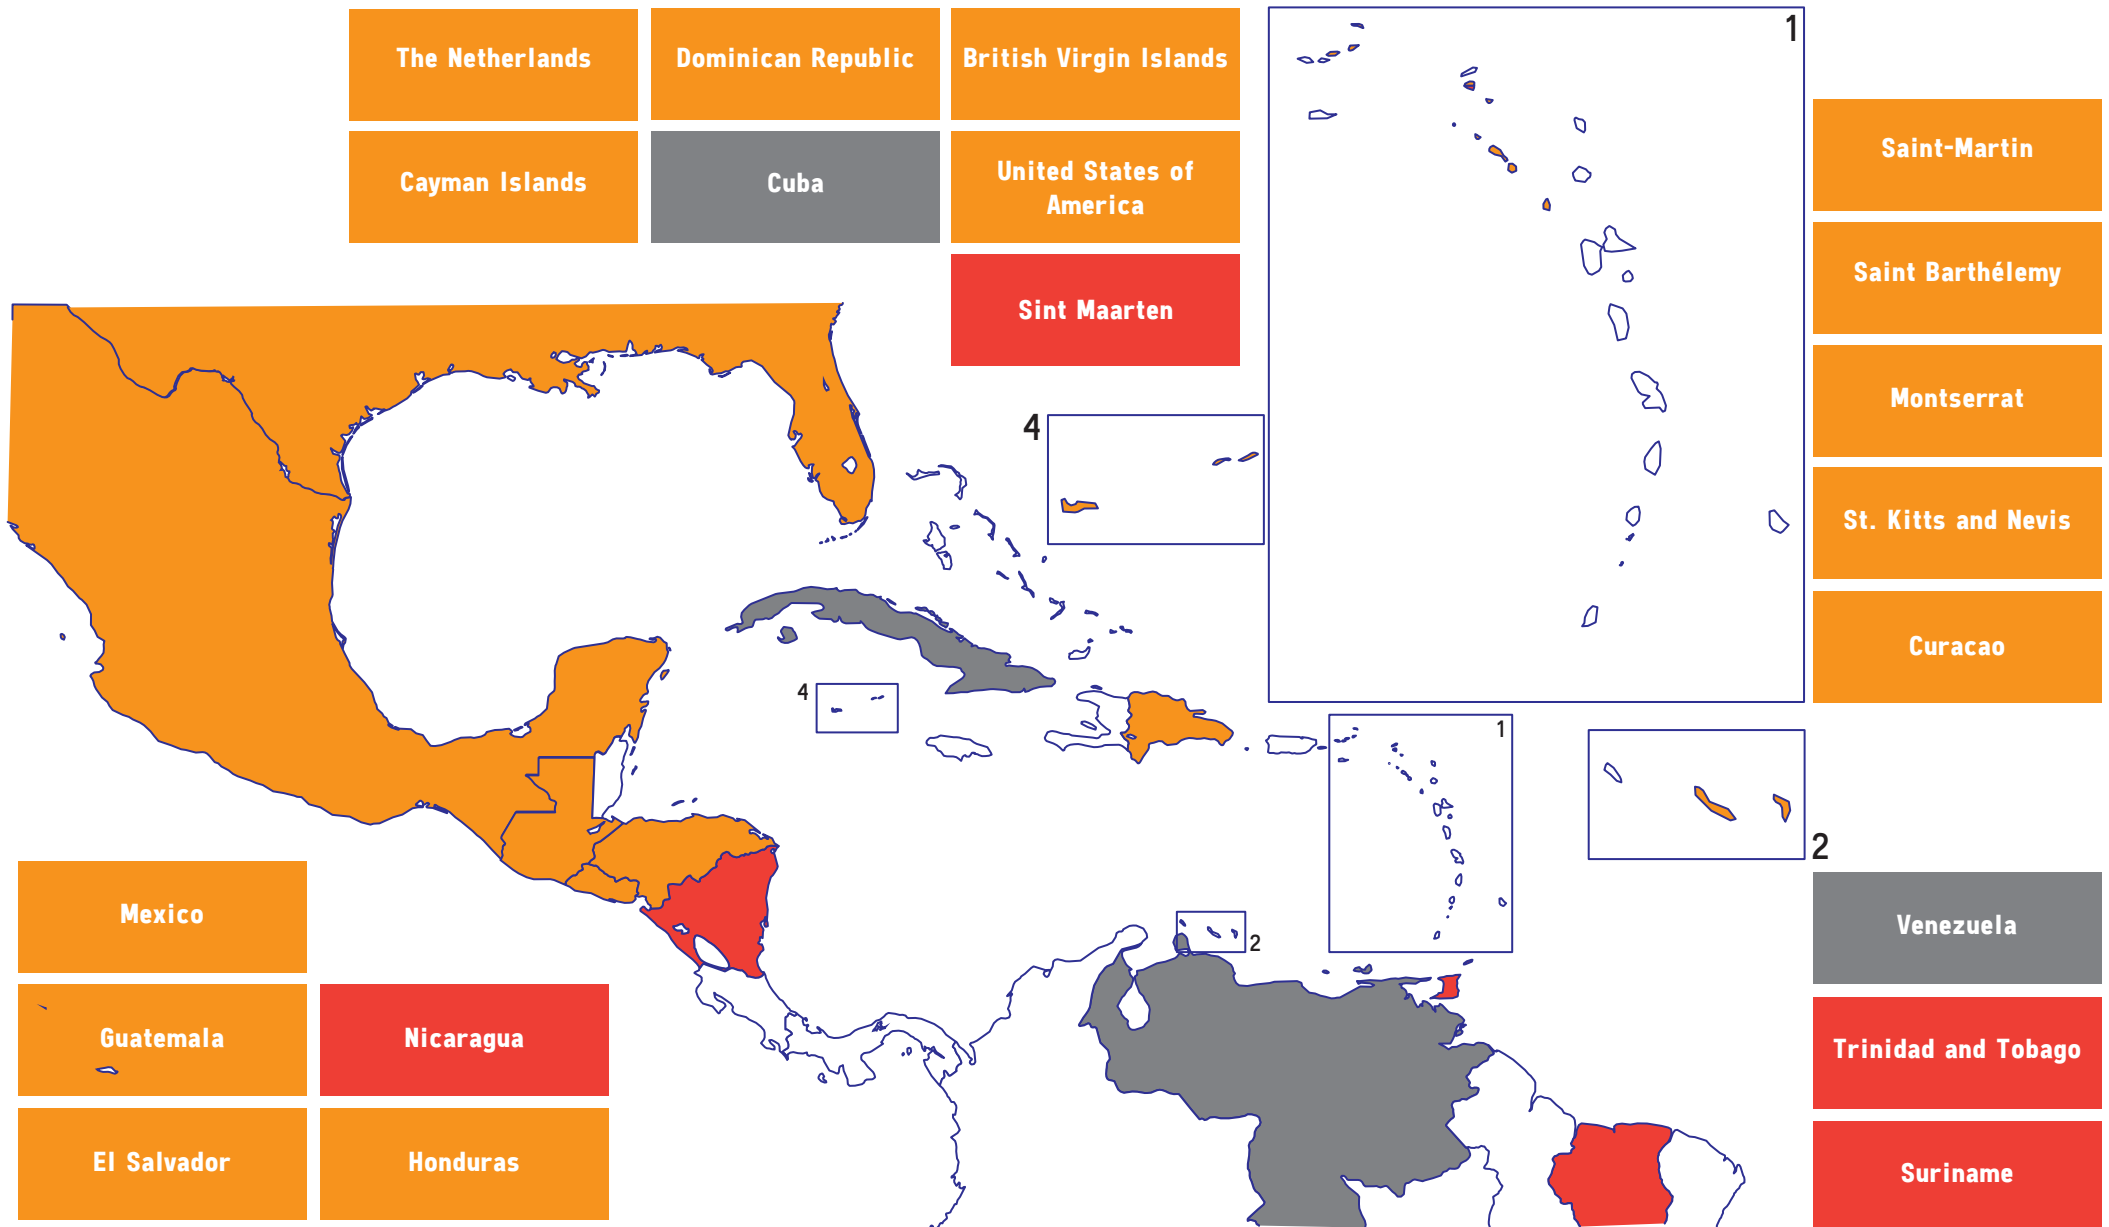 The Netherlands
Dominican Republic
British Virgin Islands
1
Cayman Islands
Cuba
United States of
America
Saint-Martin
Saint Barthélemy
Sint Maarten
Montserrat
4
St. Kitts and Nevis
Curacao
4
1
2
2
Mexico
Venezuela
Guatemala
Nicaragua
Trinidad and Tobago
El Salvador
Honduras
Suriname